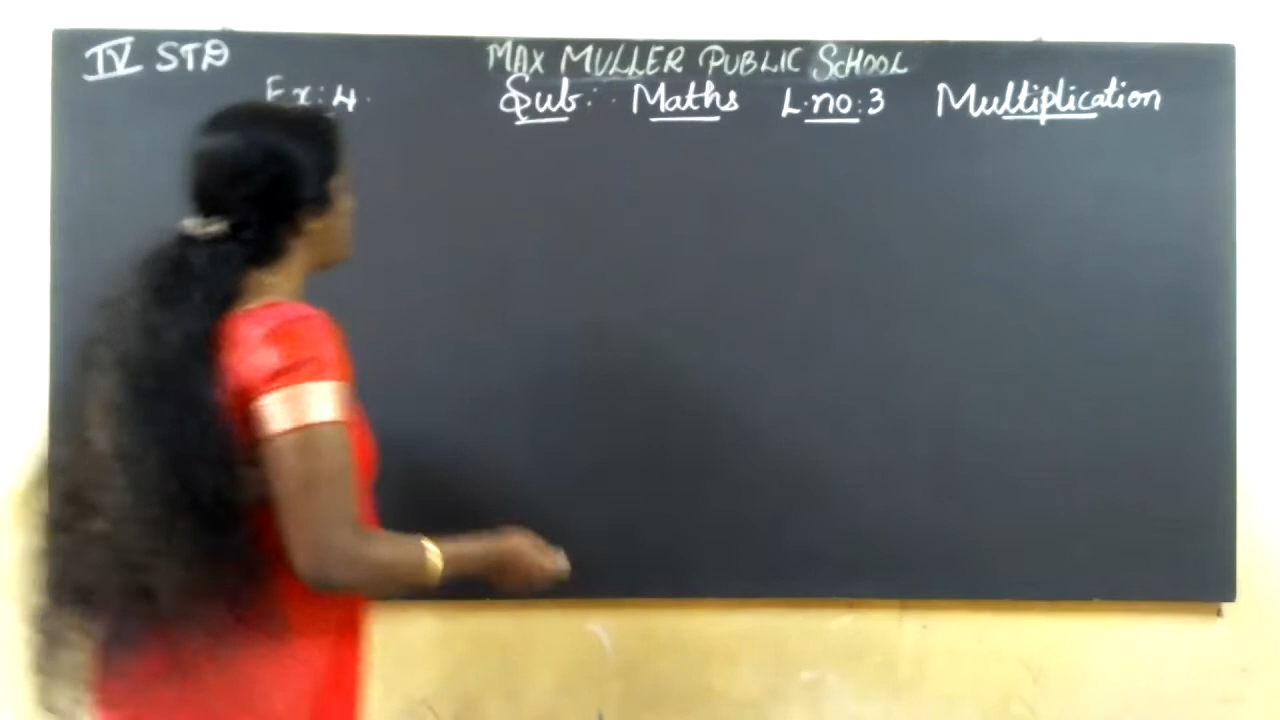 IV STD
MAX MULLER PUBLIC SCHOOL
Ex: 4. Sub: Maths L.no:3 Multiplication